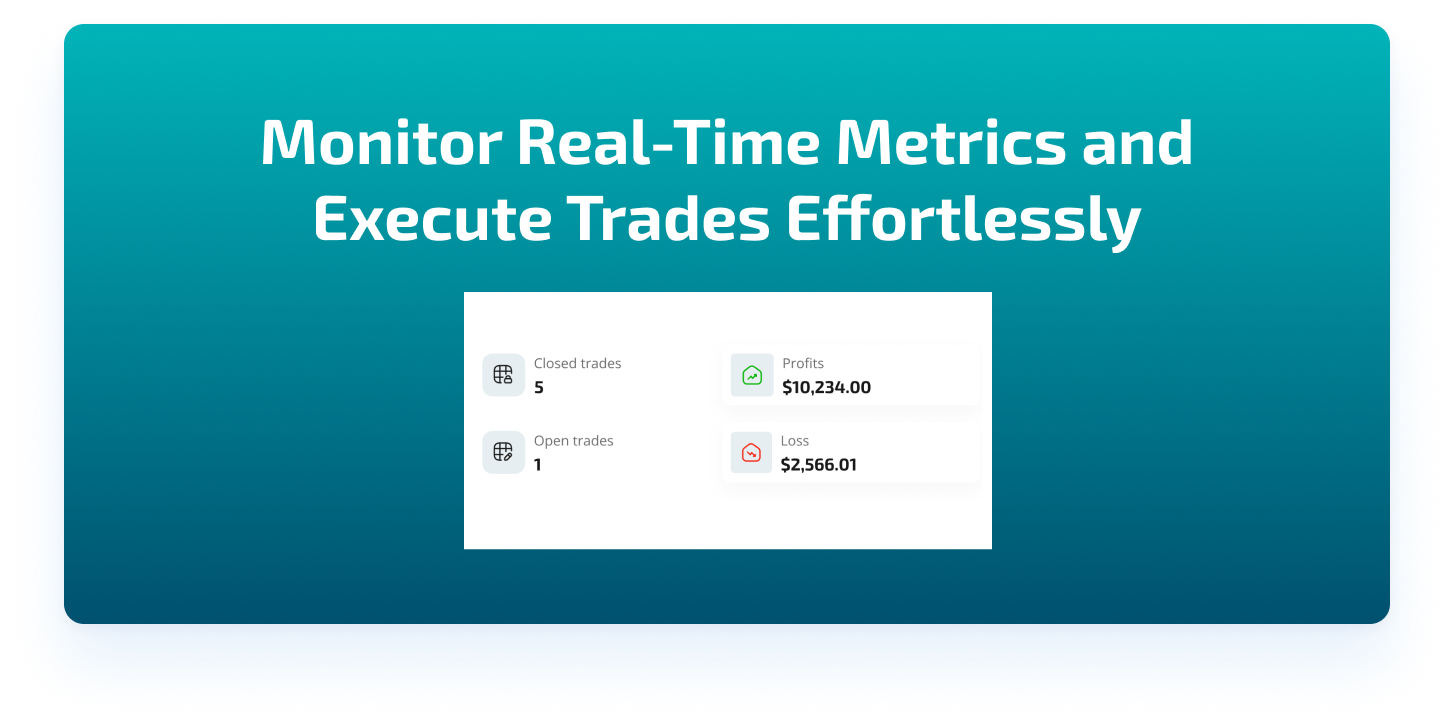 Monitor Real-Time Metrics and
Execute Trades Effortlessly
Closed trades
5
Profits
$10,234.00
Open trades
1
Loss
$2,566.01